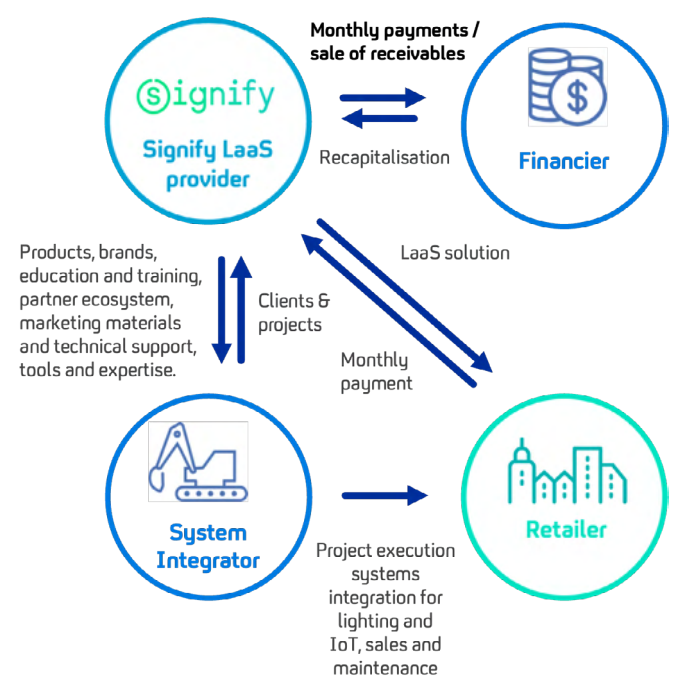 Monthly payments /
sale of receivables
signify
Signify LaaS
provider
$
Financier
Recapitalisation
Products, brands,
education and training,
partner ecosystem,
marketing materials
and technical support,
tools and expertise.
Clients &
projects
LaaS solution
Monthly
payment
System
Integrator
Retailer
Project execution
systems
integration for
lighting and
IoT, sales and
maintenance